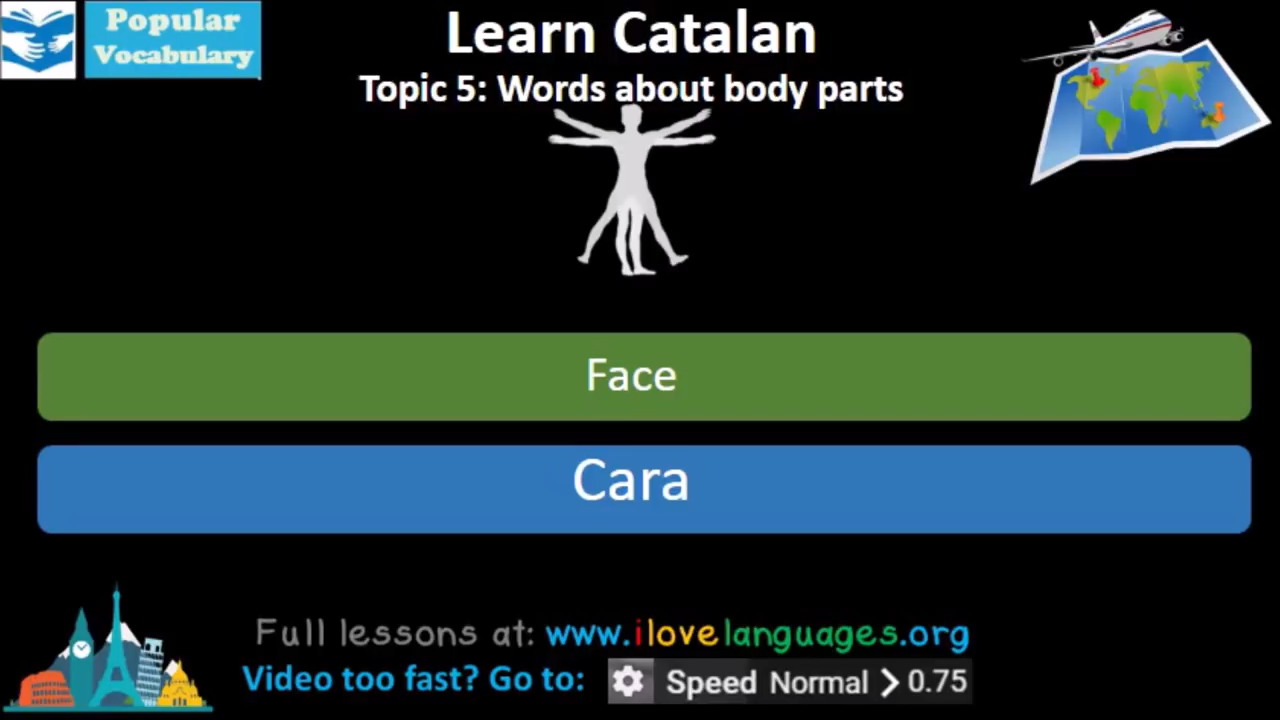 Popular
Vocabulary
Learn Catalan
Topic 5: Words about body parts
Face
Cara
Full lessons at: www.ilovelanguages.org
Video too fast? Go to: Speed Normal > 0.75